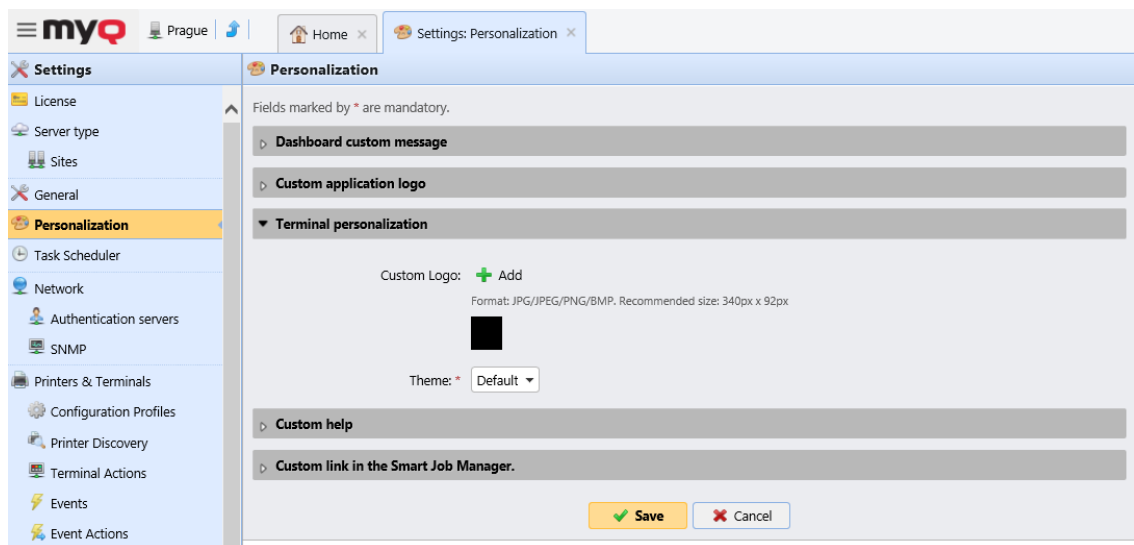 myQ Prague Home Settings: Personalization
Settings
License
Server type
Sites
General
Personalization
Task Scheduler
Network
Authentication servers
SNMP
Printers & Terminals
Configuration Profiles
Printer Discovery
Terminal Actions
Events
Event Actions
Personalization
Fields marked by * are mandatory.
Dashboard custom message
Custom application logo
Terminal personalization
Custom Logo: Add
Format: JPG/JPEG/PNG/BMP. Recommended size: 340px x 92px
Theme: * Default
Custom help
Custom link in the Smart Job Manager.
Save Cancel